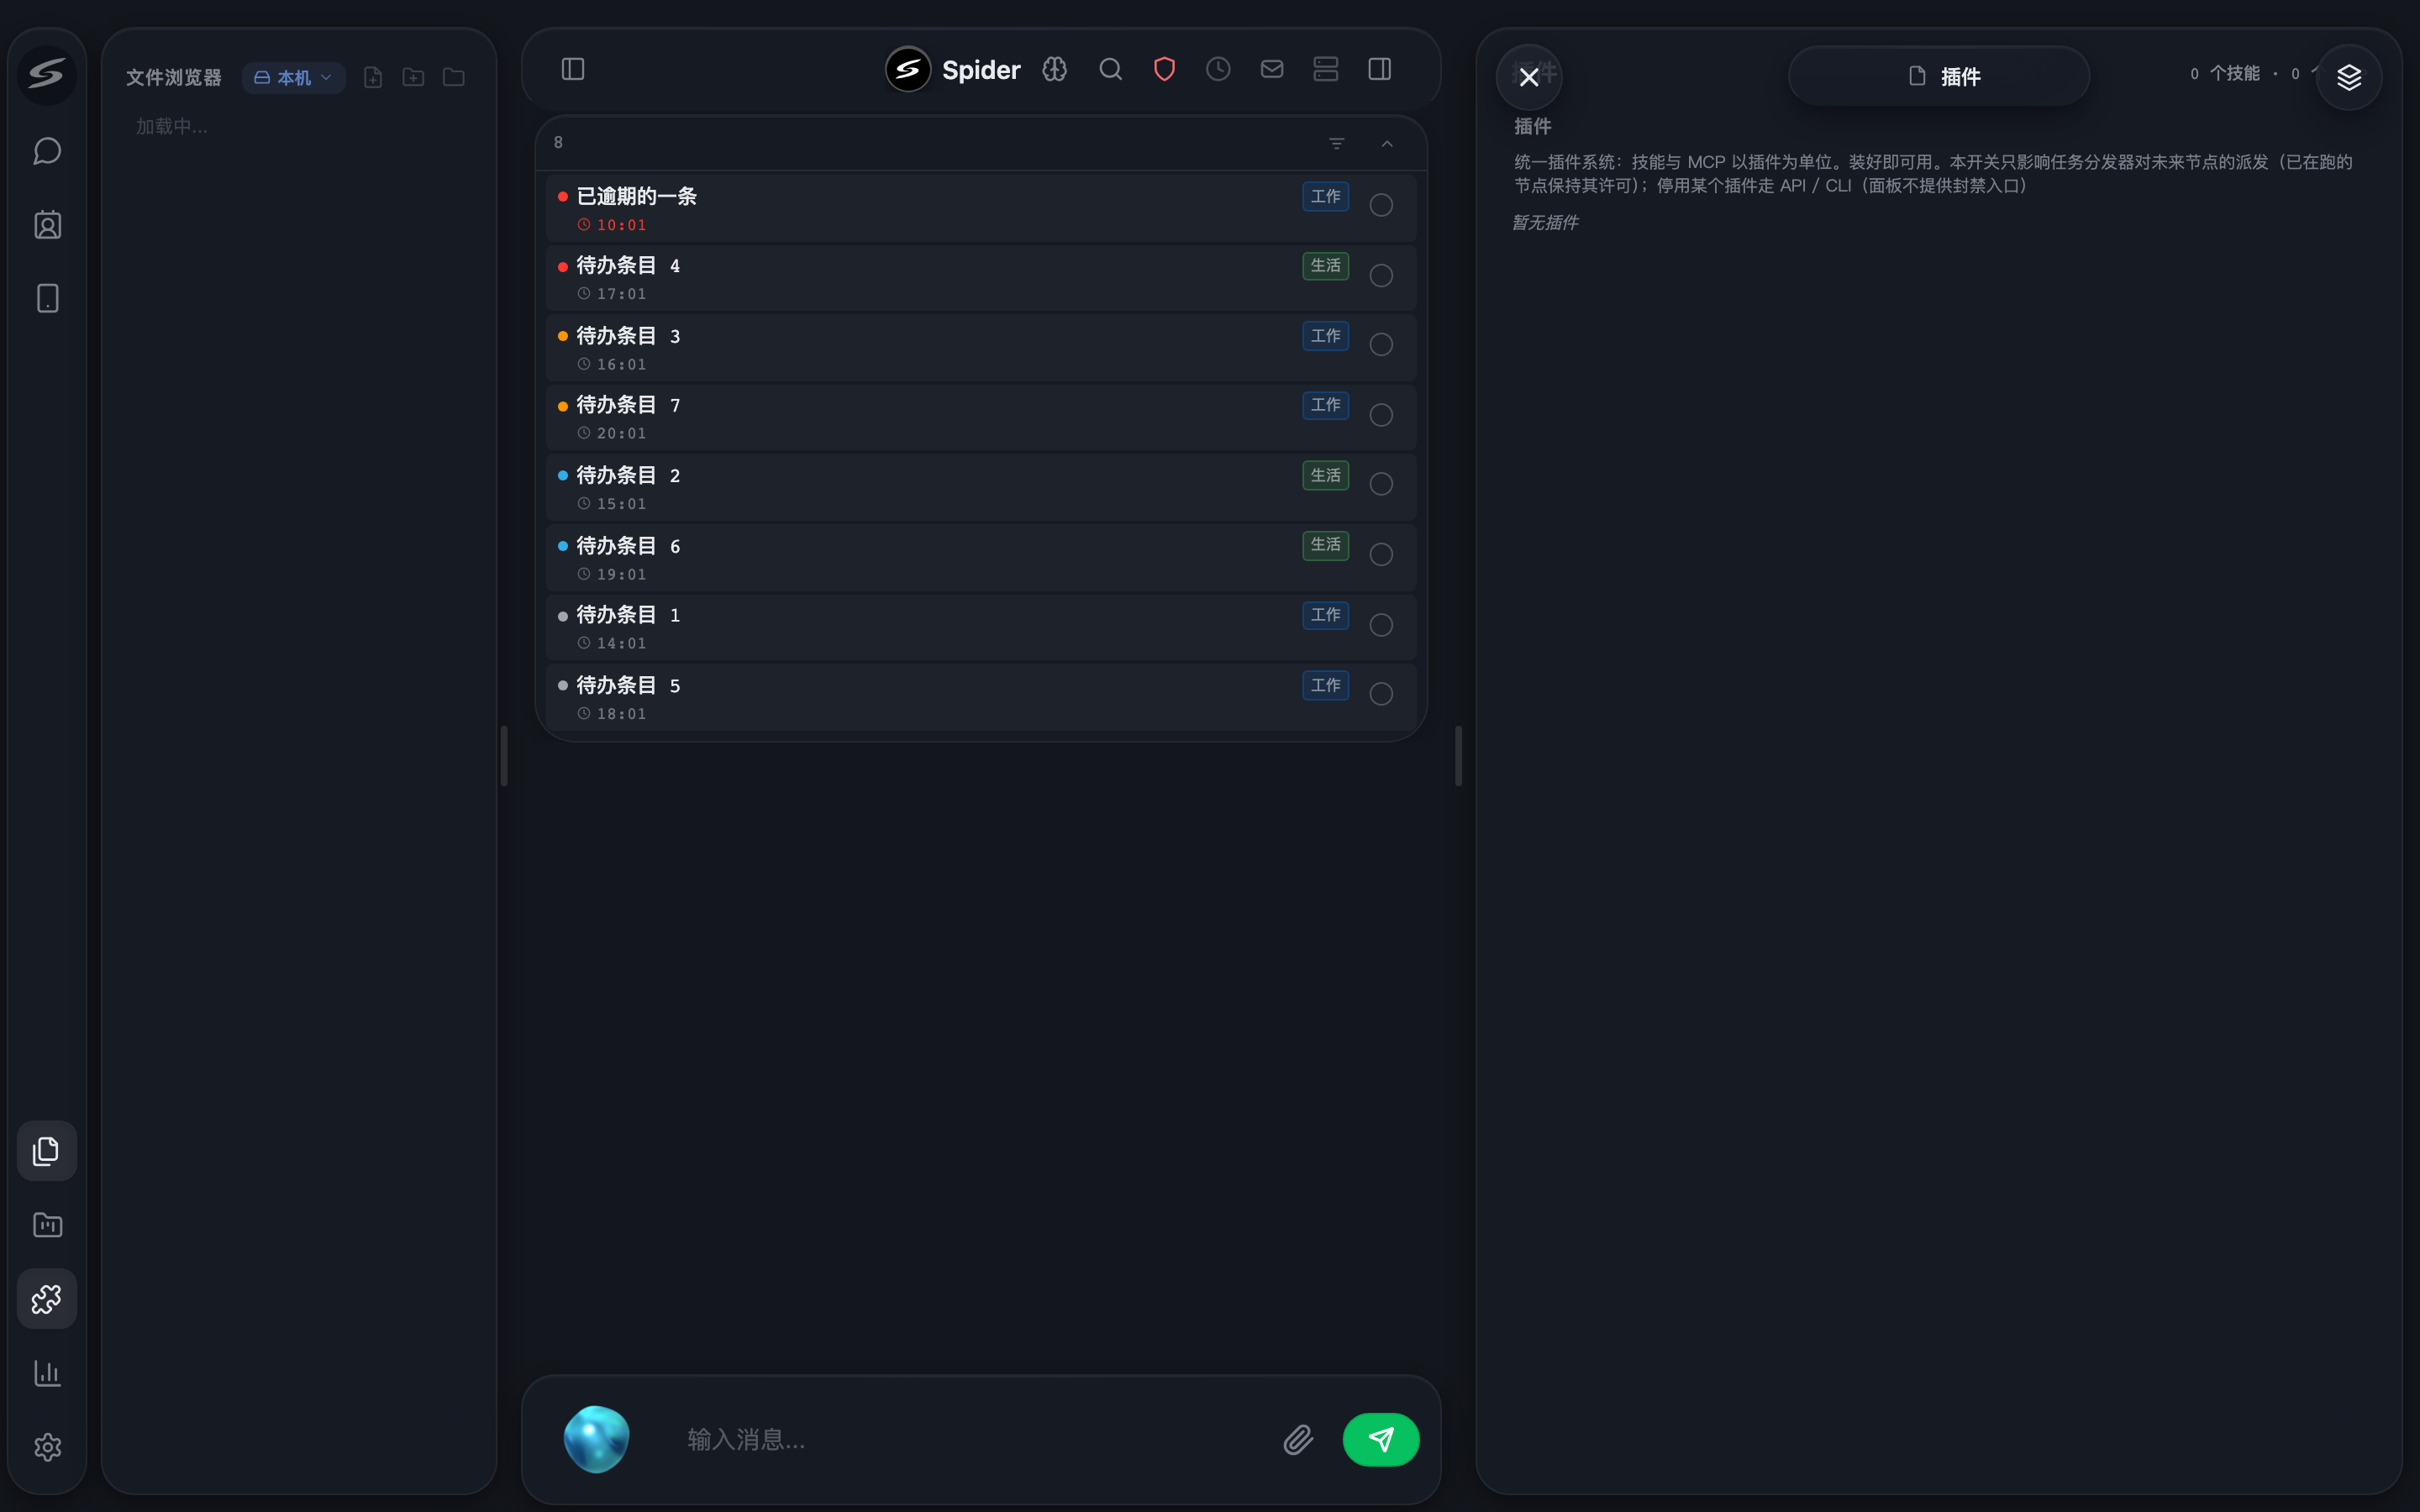 文件浏览器 本机
加载中...
Spider
8
已逾期的一条 工作
10:01
待办条目 4 生活
17:01
待办条目 3 工作
16:01
待办条目 7 工作
20:01
待办条目 2 生活
15:01
待办条目 6 生活
19:01
待办条目 1 工作
14:01
待办条目 5 工作
18:01
输入消息...
插件
插件
0 个技能 · 0
插件
统一插件系统：技能与 MCP 以插件为单位。装好即可用。本开关只影响任务分发器对未来节点的派发（已在跑的
节点保持其许可）；停用某个插件走 API / CLI（面板不提供封禁入口）
暂无插件